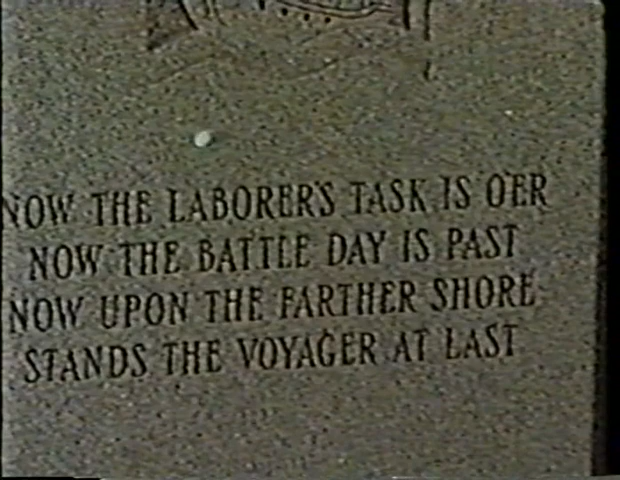 NOW THE LABORER'S TASK IS O'ER
NOW THE BATTLE DAY IS PAST
NOW UPON THE FARTHER SHORE
STANDS THE VOYAGER AT LAST